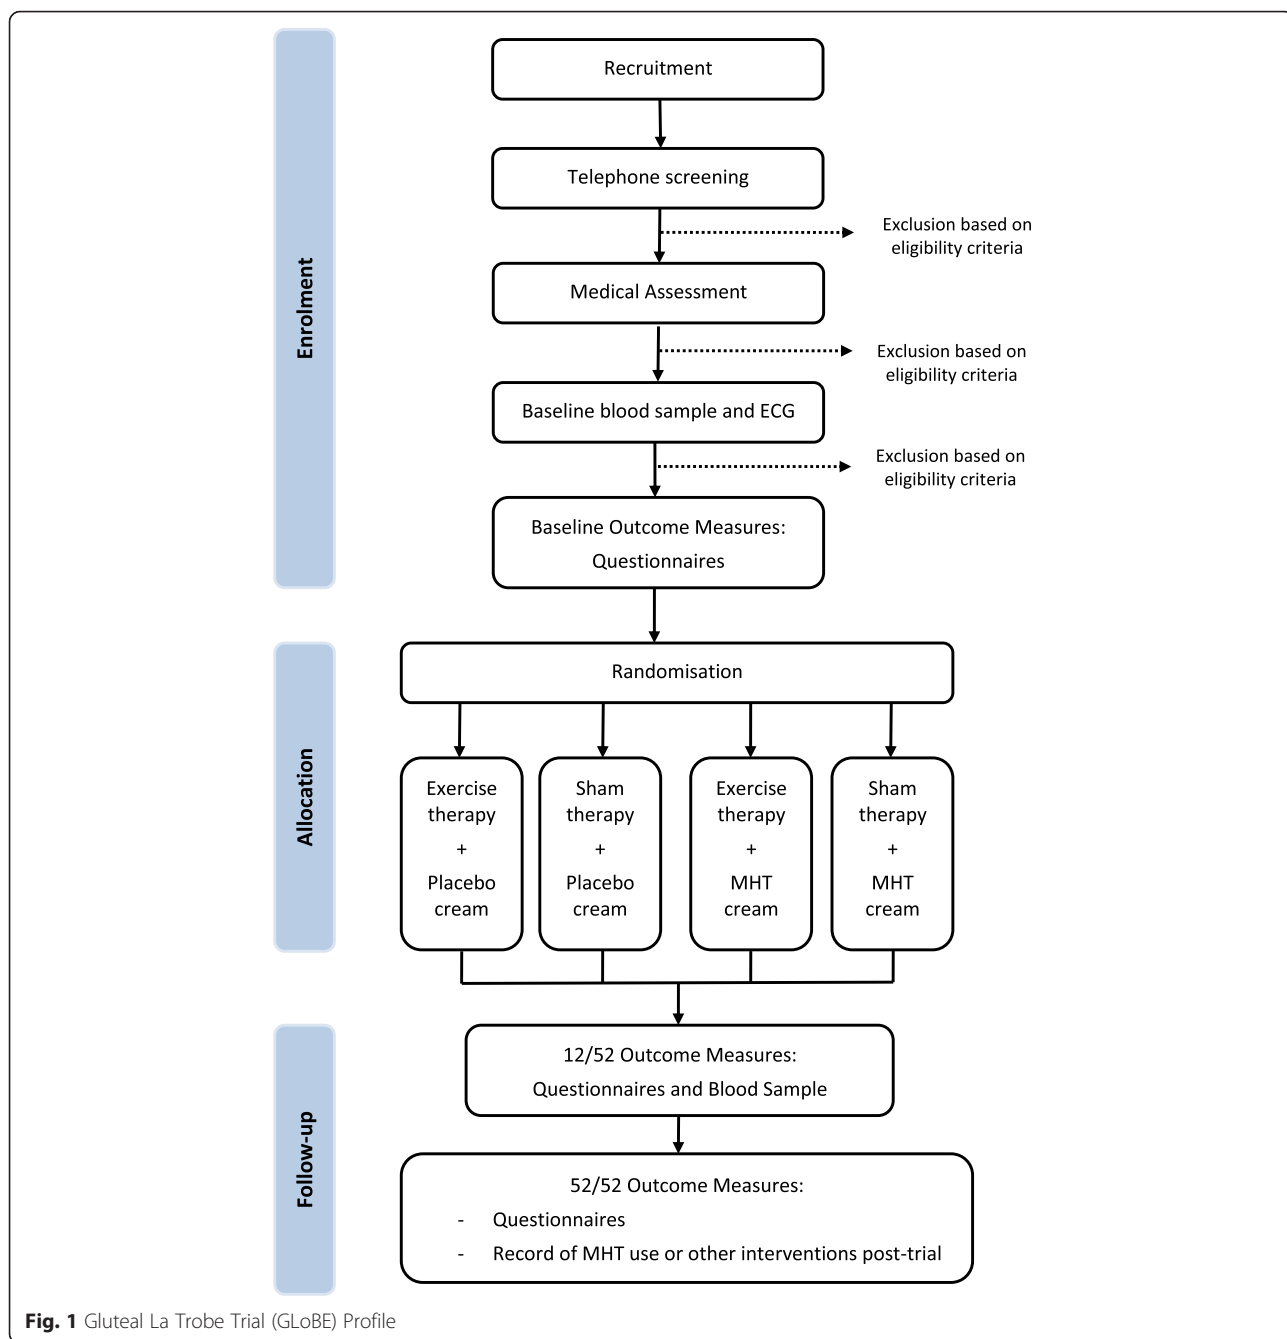 Enrolment
Recruitment
Telephone screening
Exclusion based on
eligibility criteria
Medical Assessment
Exclusion based on
eligibility criteria
Baseline blood sample and ECG
Exclusion based on
eligibility criteria
Baseline Outcome Measures:
Questionnaires
Allocation
Randomisation
Exercise
therapy
+
Placebo
cream
Sham
therapy
+
Placebo
cream
Exercise
therapy
+
MHT
cream
Sham
therapy
+
MHT
cream
Follow-up
12/52 Outcome Measures:
Questionnaires and Blood Sample
52/52 Outcome Measures:
- Questionnaires
- Record of MHT use or other interventions post-trial
Fig. 1 Gluteal La Trobe Trial (GLoBE) Profile